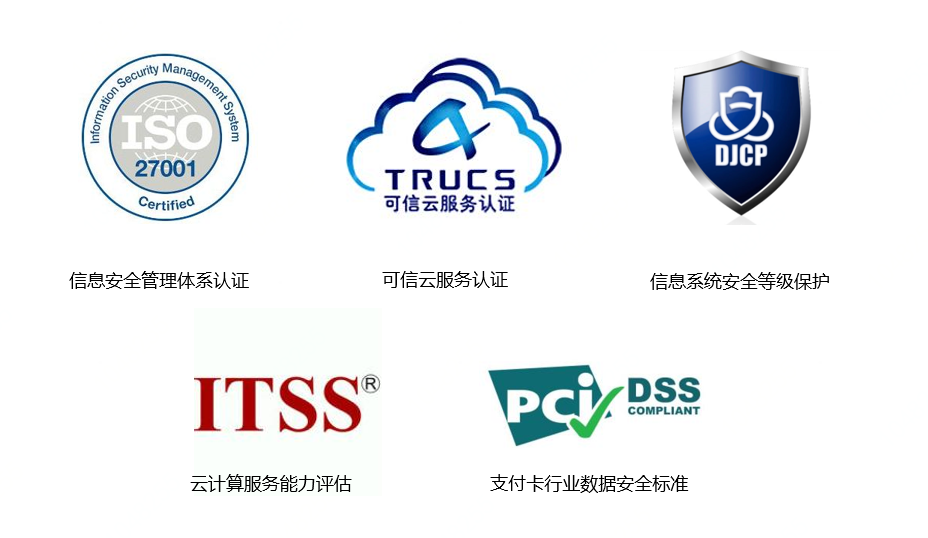 Information Security Management System
ISO
27001
Certified
TRUCS
可信云服务认证
DJCP
信息安全管理体系认证
可信云服务认证
信息系统安全等级保护
ITSS®
PCi DSS
COMPLIANT
云计算服务能力评估
支付卡行业数据安全标准